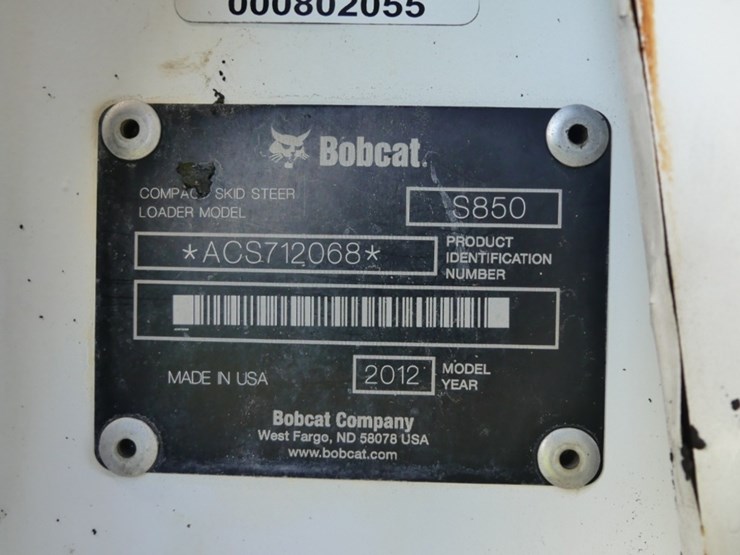 000802055
Bobcat.
COMPACT SKID STEER
LOADER MODEL
S850
*ACS712068*
PRODUCT
IDENTIFICATION
NUMBER
MADE IN USA
2012
MODEL
YEAR
Bobcat Company
West Fargo, ND 58078 USA
www.bobcat.com